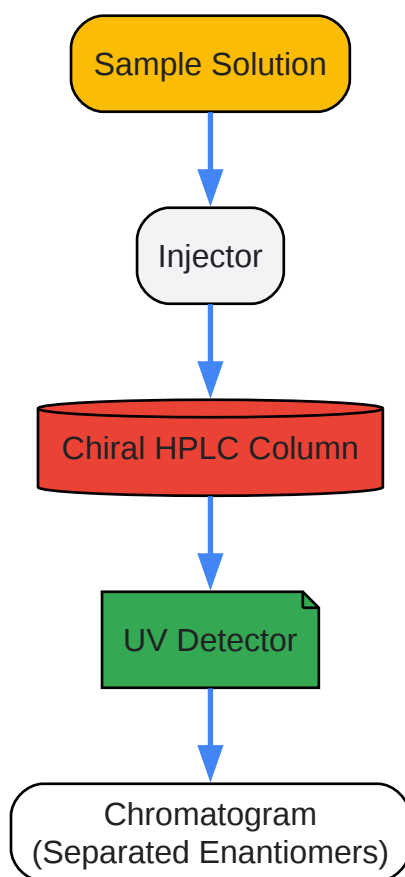 Sample Solution
Injector
Chiral HPLC Column
UV Detector
Chromatogram
(Separated Enantiomers)